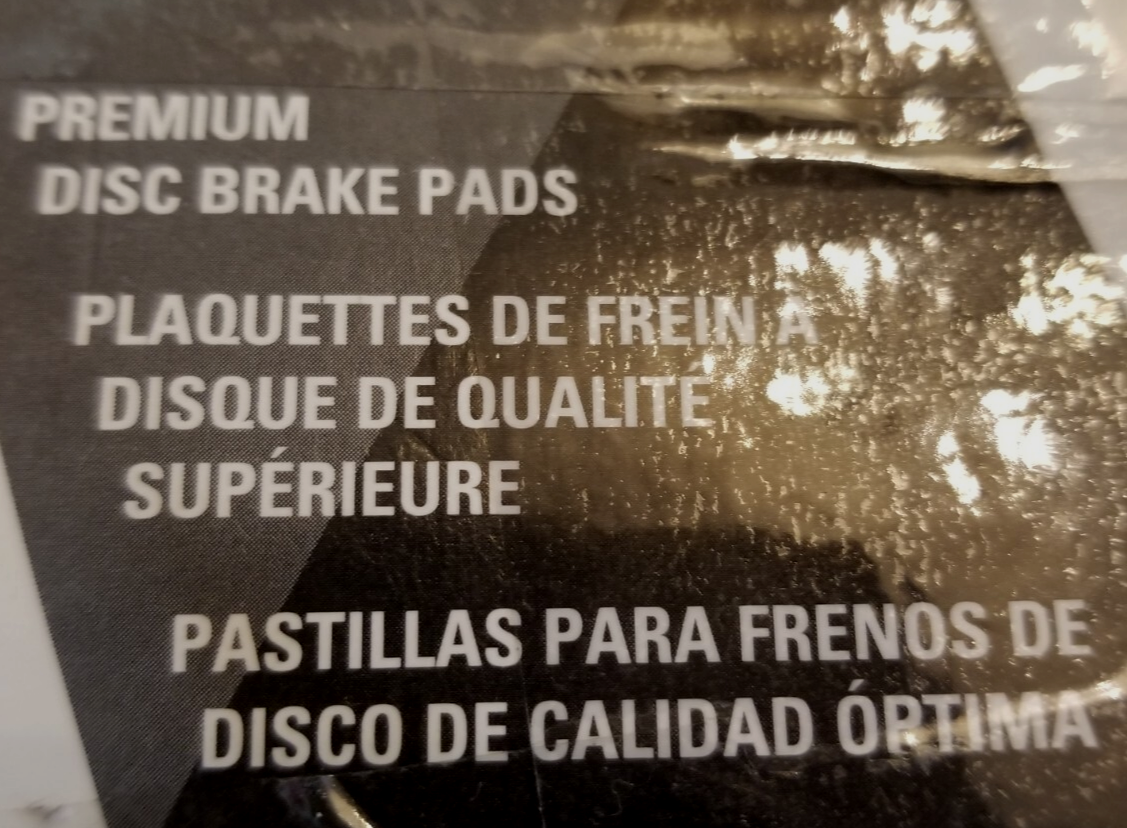 PREMIUM
DISC BRAKE PADS
PLAQUETTES DE FREIN À
DISQUE DE QUALITÉ
SUPÉRIEURE
PASTILLAS PARA FRENOS DE
DISCO DE CALIDAD ÓPTIMA